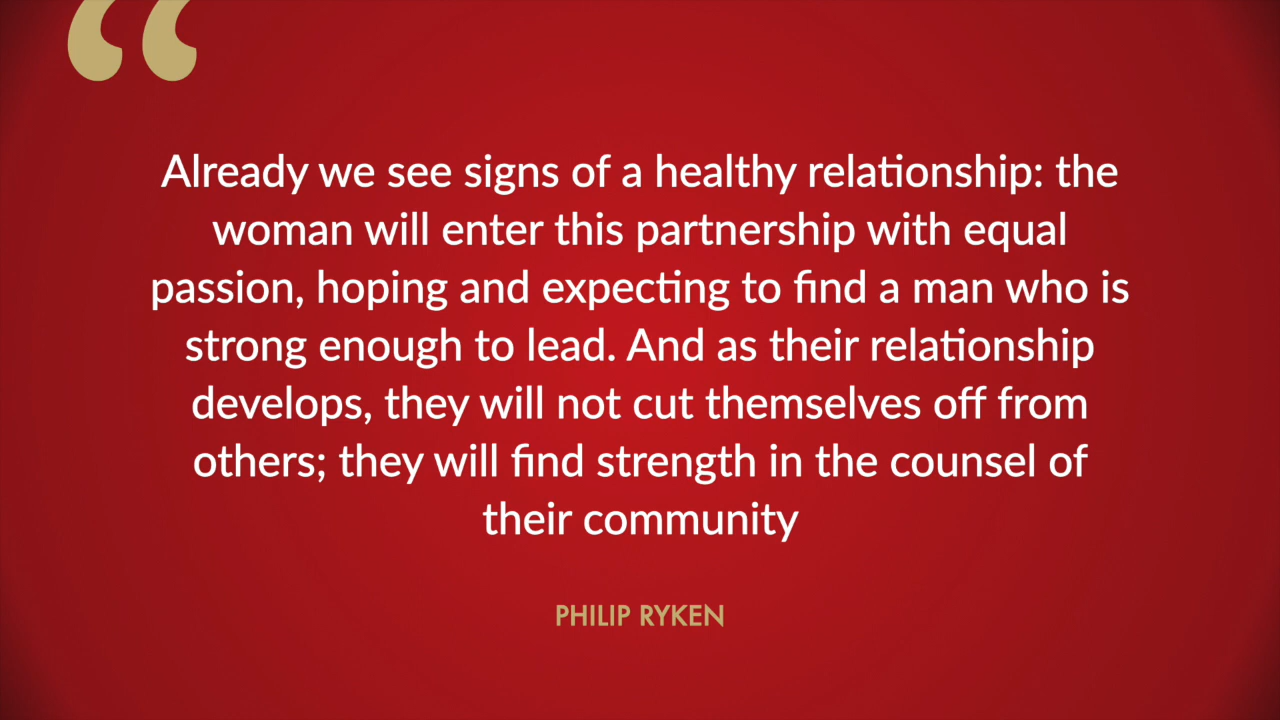 “
Already we see signs of a healthy relationship: the
woman will enter this partnership with equal
passion, hoping and expecting to find a man who is
strong enough to lead. And as their relationship
develops, they will not cut themselves off from
others; they will find strength in the counsel of
their community
PHILIP RYKEN